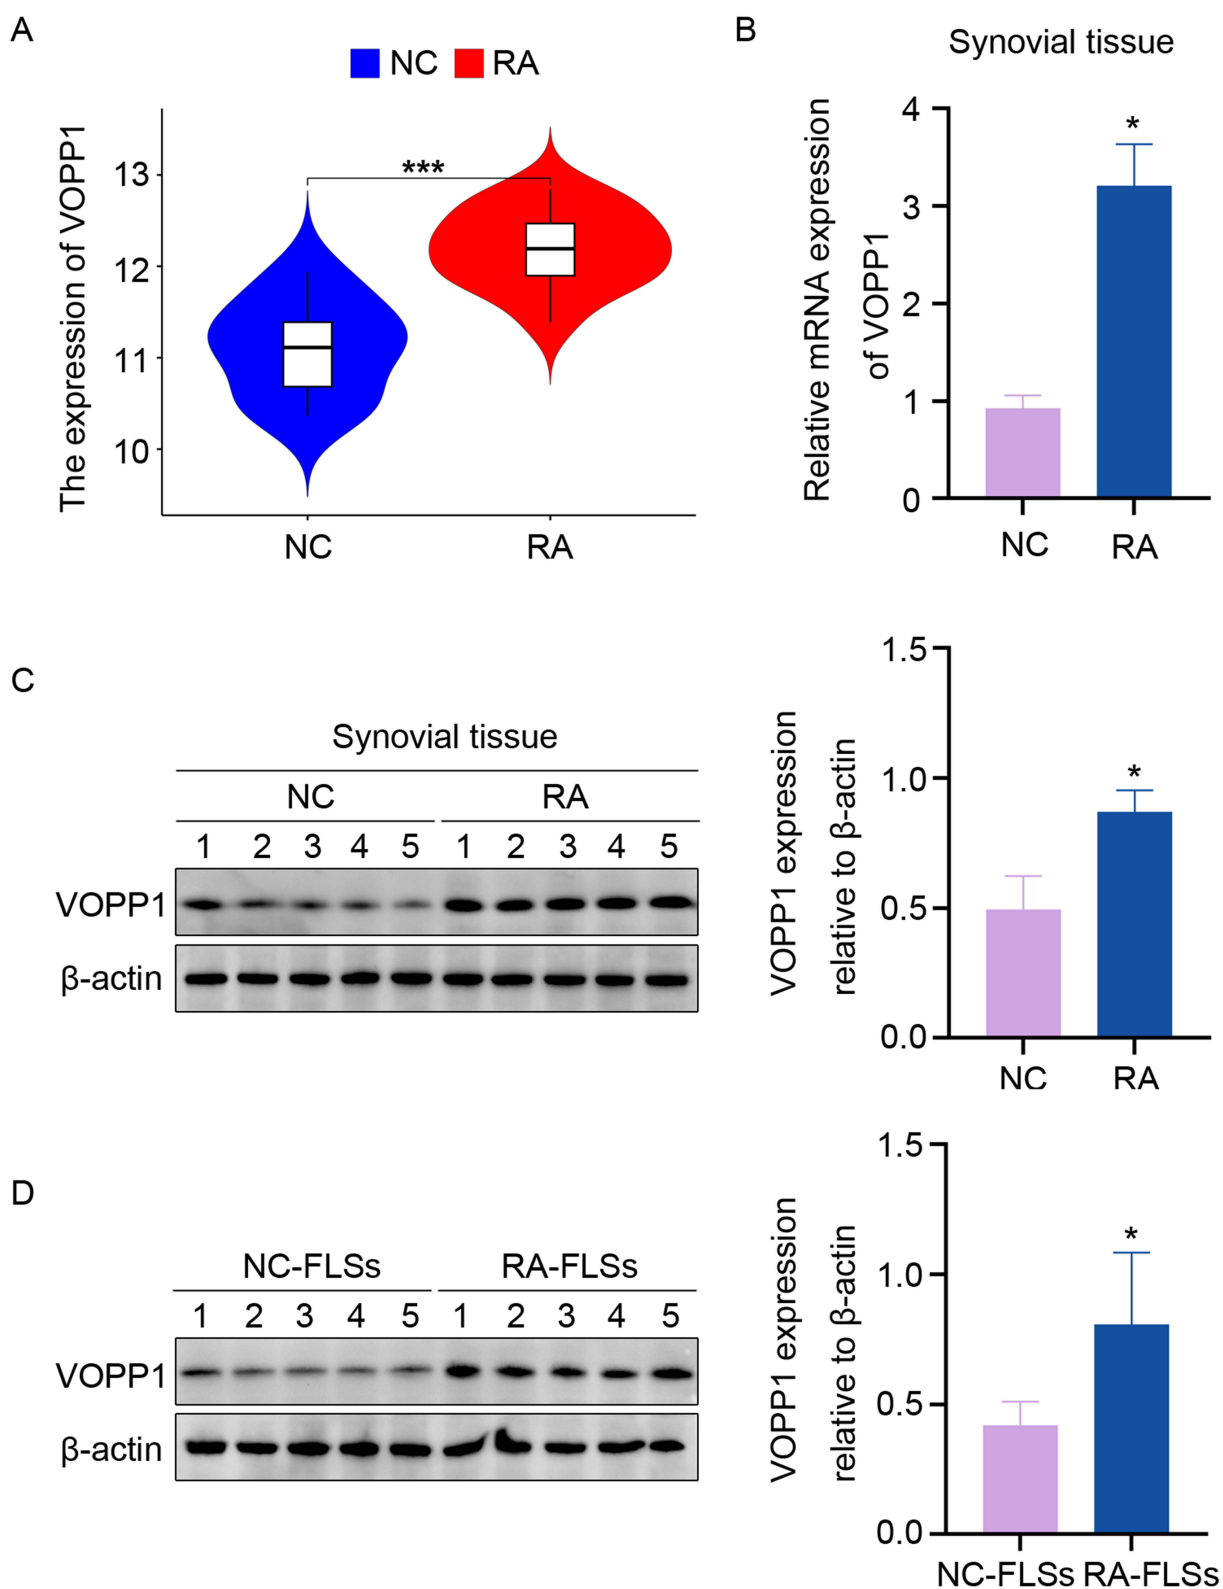 A
NC RA
The expression of VOPP1
13
12
11
10
***
NC RA
B
Synovial tissue
Relative mRNA expression
of VOPP1
4
3
2
1
0
*
NC RA
C
Synovial tissue
NC RA
1 2 3 4 5 1 2 3 4 5
VOPP1
β-actin
VOPP1 expression
relative to β-actin
1.5
1.0
0.5
0.0
*
NC RA
D
NC-FLSs RA-FLSs
1 2 3 4 5 1 2 3 4 5
VOPP1
β-actin
VOPP1 expression
relative to β-actin
1.5
1.0
0.5
0.0
*
NC-FLSs RA-FLSs